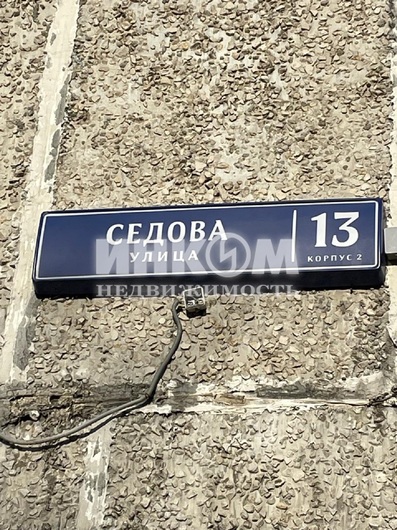 СЕДОВА
УЛИЦА
13
КОРПУС 2
ИНКОМ
НЕДВИЖИМОСТЬ